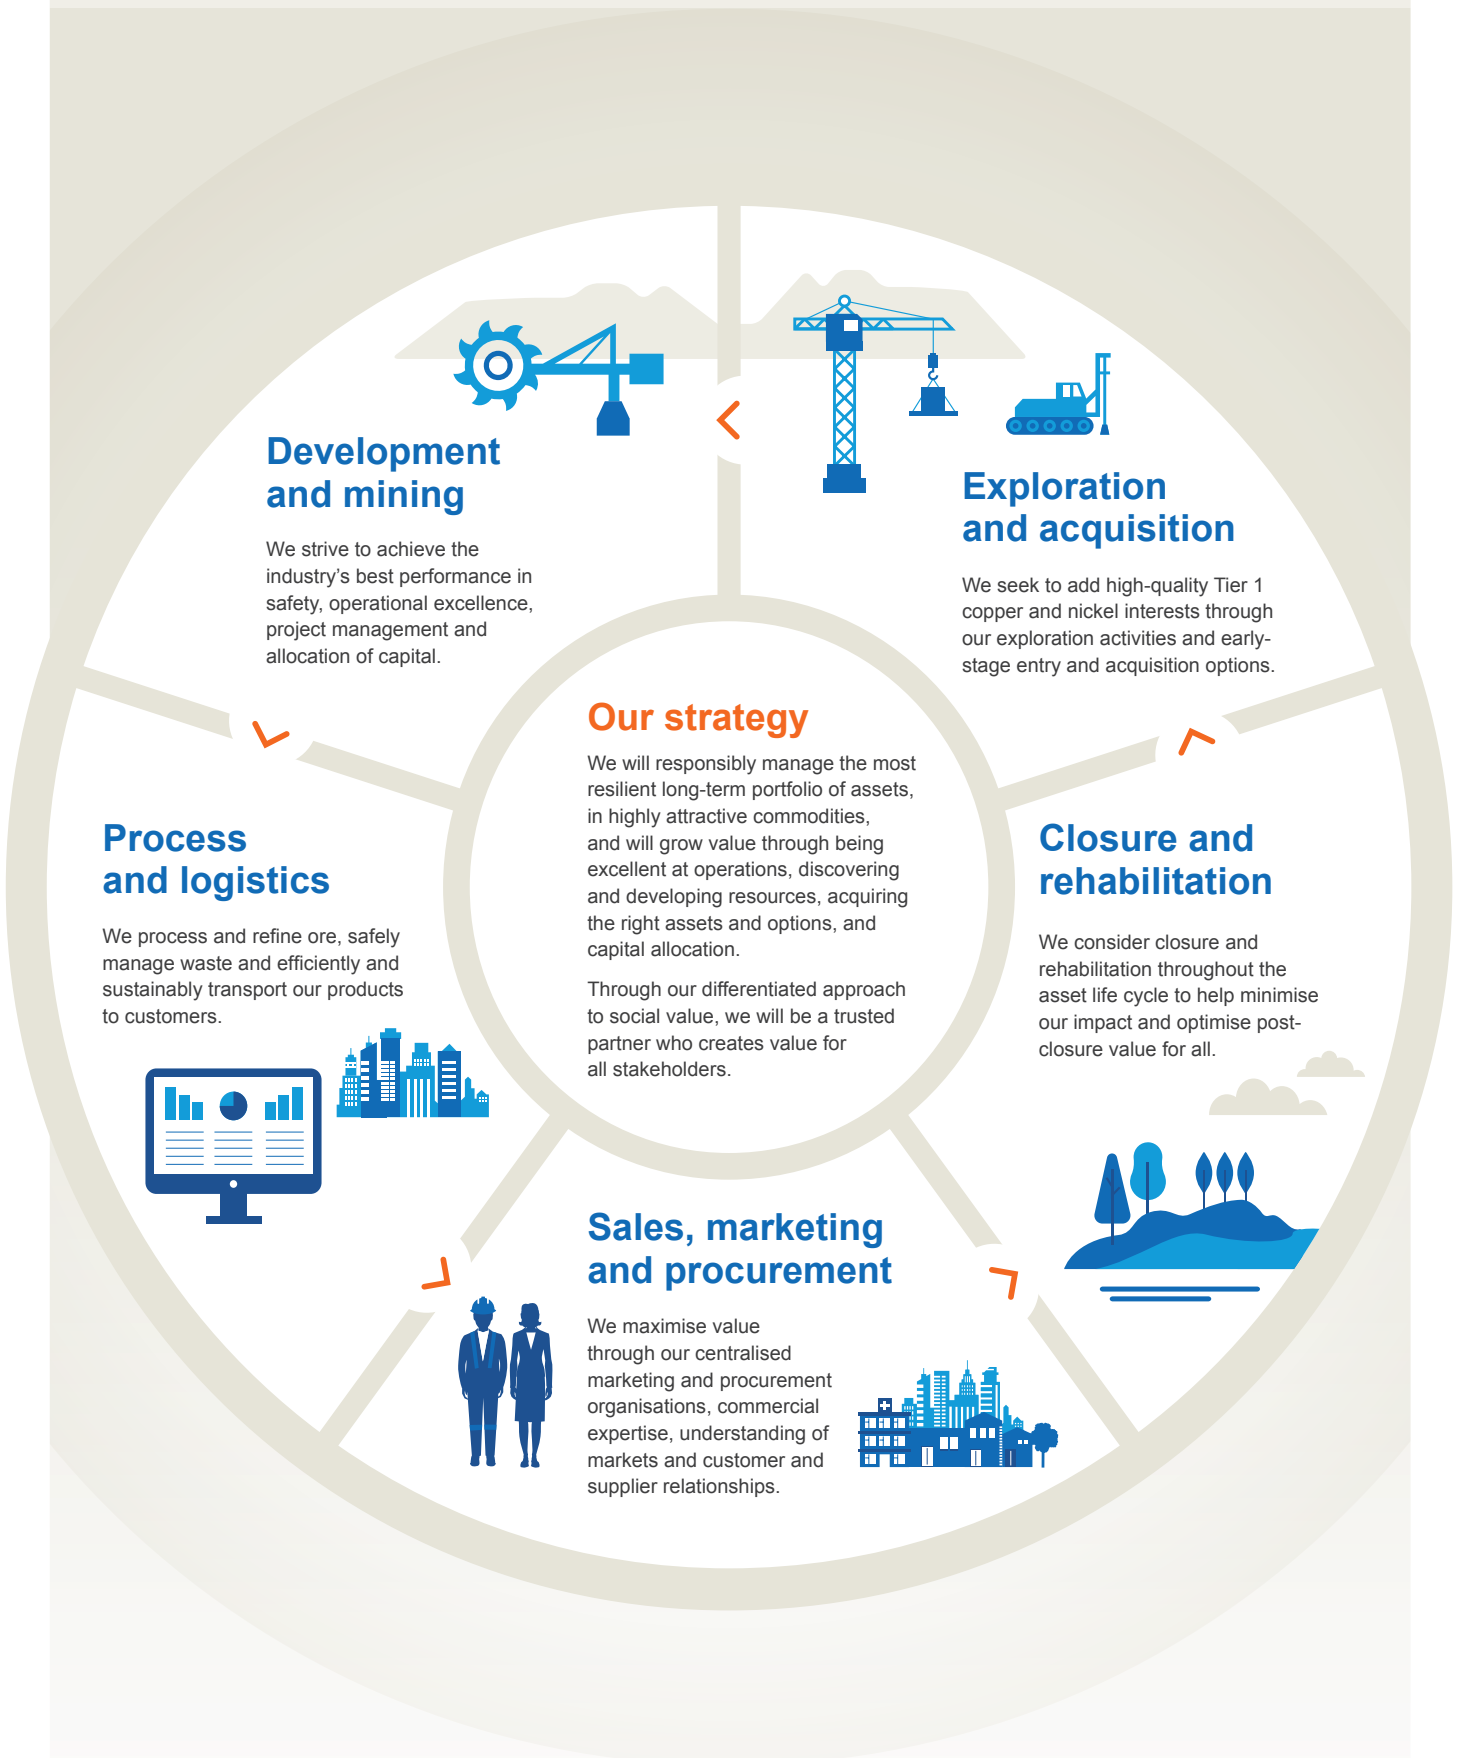 Development
and mining
We strive to achieve the
industry's best performance in
safety, operational excellence,
project management and
allocation of capital.
Exploration
and acquisition
We seek to add high-quality Tier 1
copper and nickel interests through
our exploration activities and early-
stage entry and acquisition options.
Our strategy
We will responsibly manage the most
resilient long-term portfolio of assets,
in highly attractive commodities,
and will grow value through being
excellent at operations, discovering
and developing resources, acquiring
the right assets and options, and
capital allocation.
Through our differentiated approach
to social value, we will be a trusted
partner who creates value for
all stakeholders.
Process
and logistics
We process and refine ore, safely
manage waste and efficiently and
sustainably transport our products
to customers.
Closure and
rehabilitation
We consider closure and
rehabilitation throughout the
asset life cycle to help minimise
our impact and optimise post-
closure value for all.
Sales, marketing
and procurement
We maximise value
through our centralised
marketing and procurement
organisations, commercial
expertise, understanding of
markets and customer and
supplier relationships.